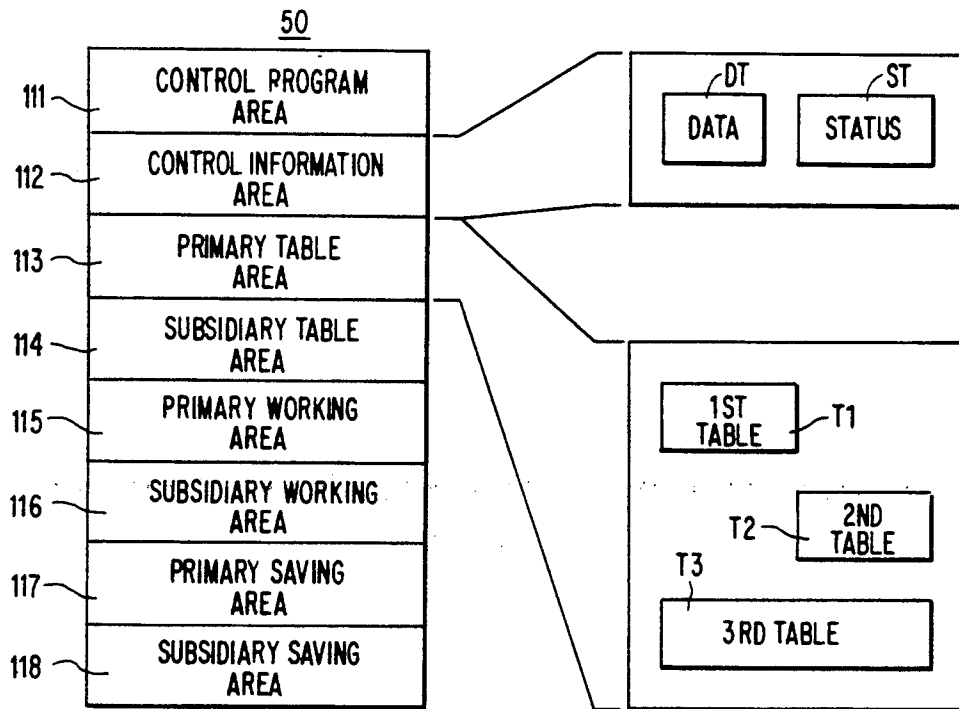 50
111
CONTROL PROGRAM
AREA
112
CONTROL INFORMATION
AREA
113
PRIMARY TABLE
AREA
114
SUBSIDIARY TABLE
AREA
115
PRIMARY WORKING
AREA
116
SUBSIDIARY WORKING
AREA
117
PRIMARY SAVING
AREA
118
SUBSIDIARY SAVING
AREA
DT
ST
DATA
STATUS
1ST
TABLE
T1
T2
2ND
TABLE
T3
3RD TABLE